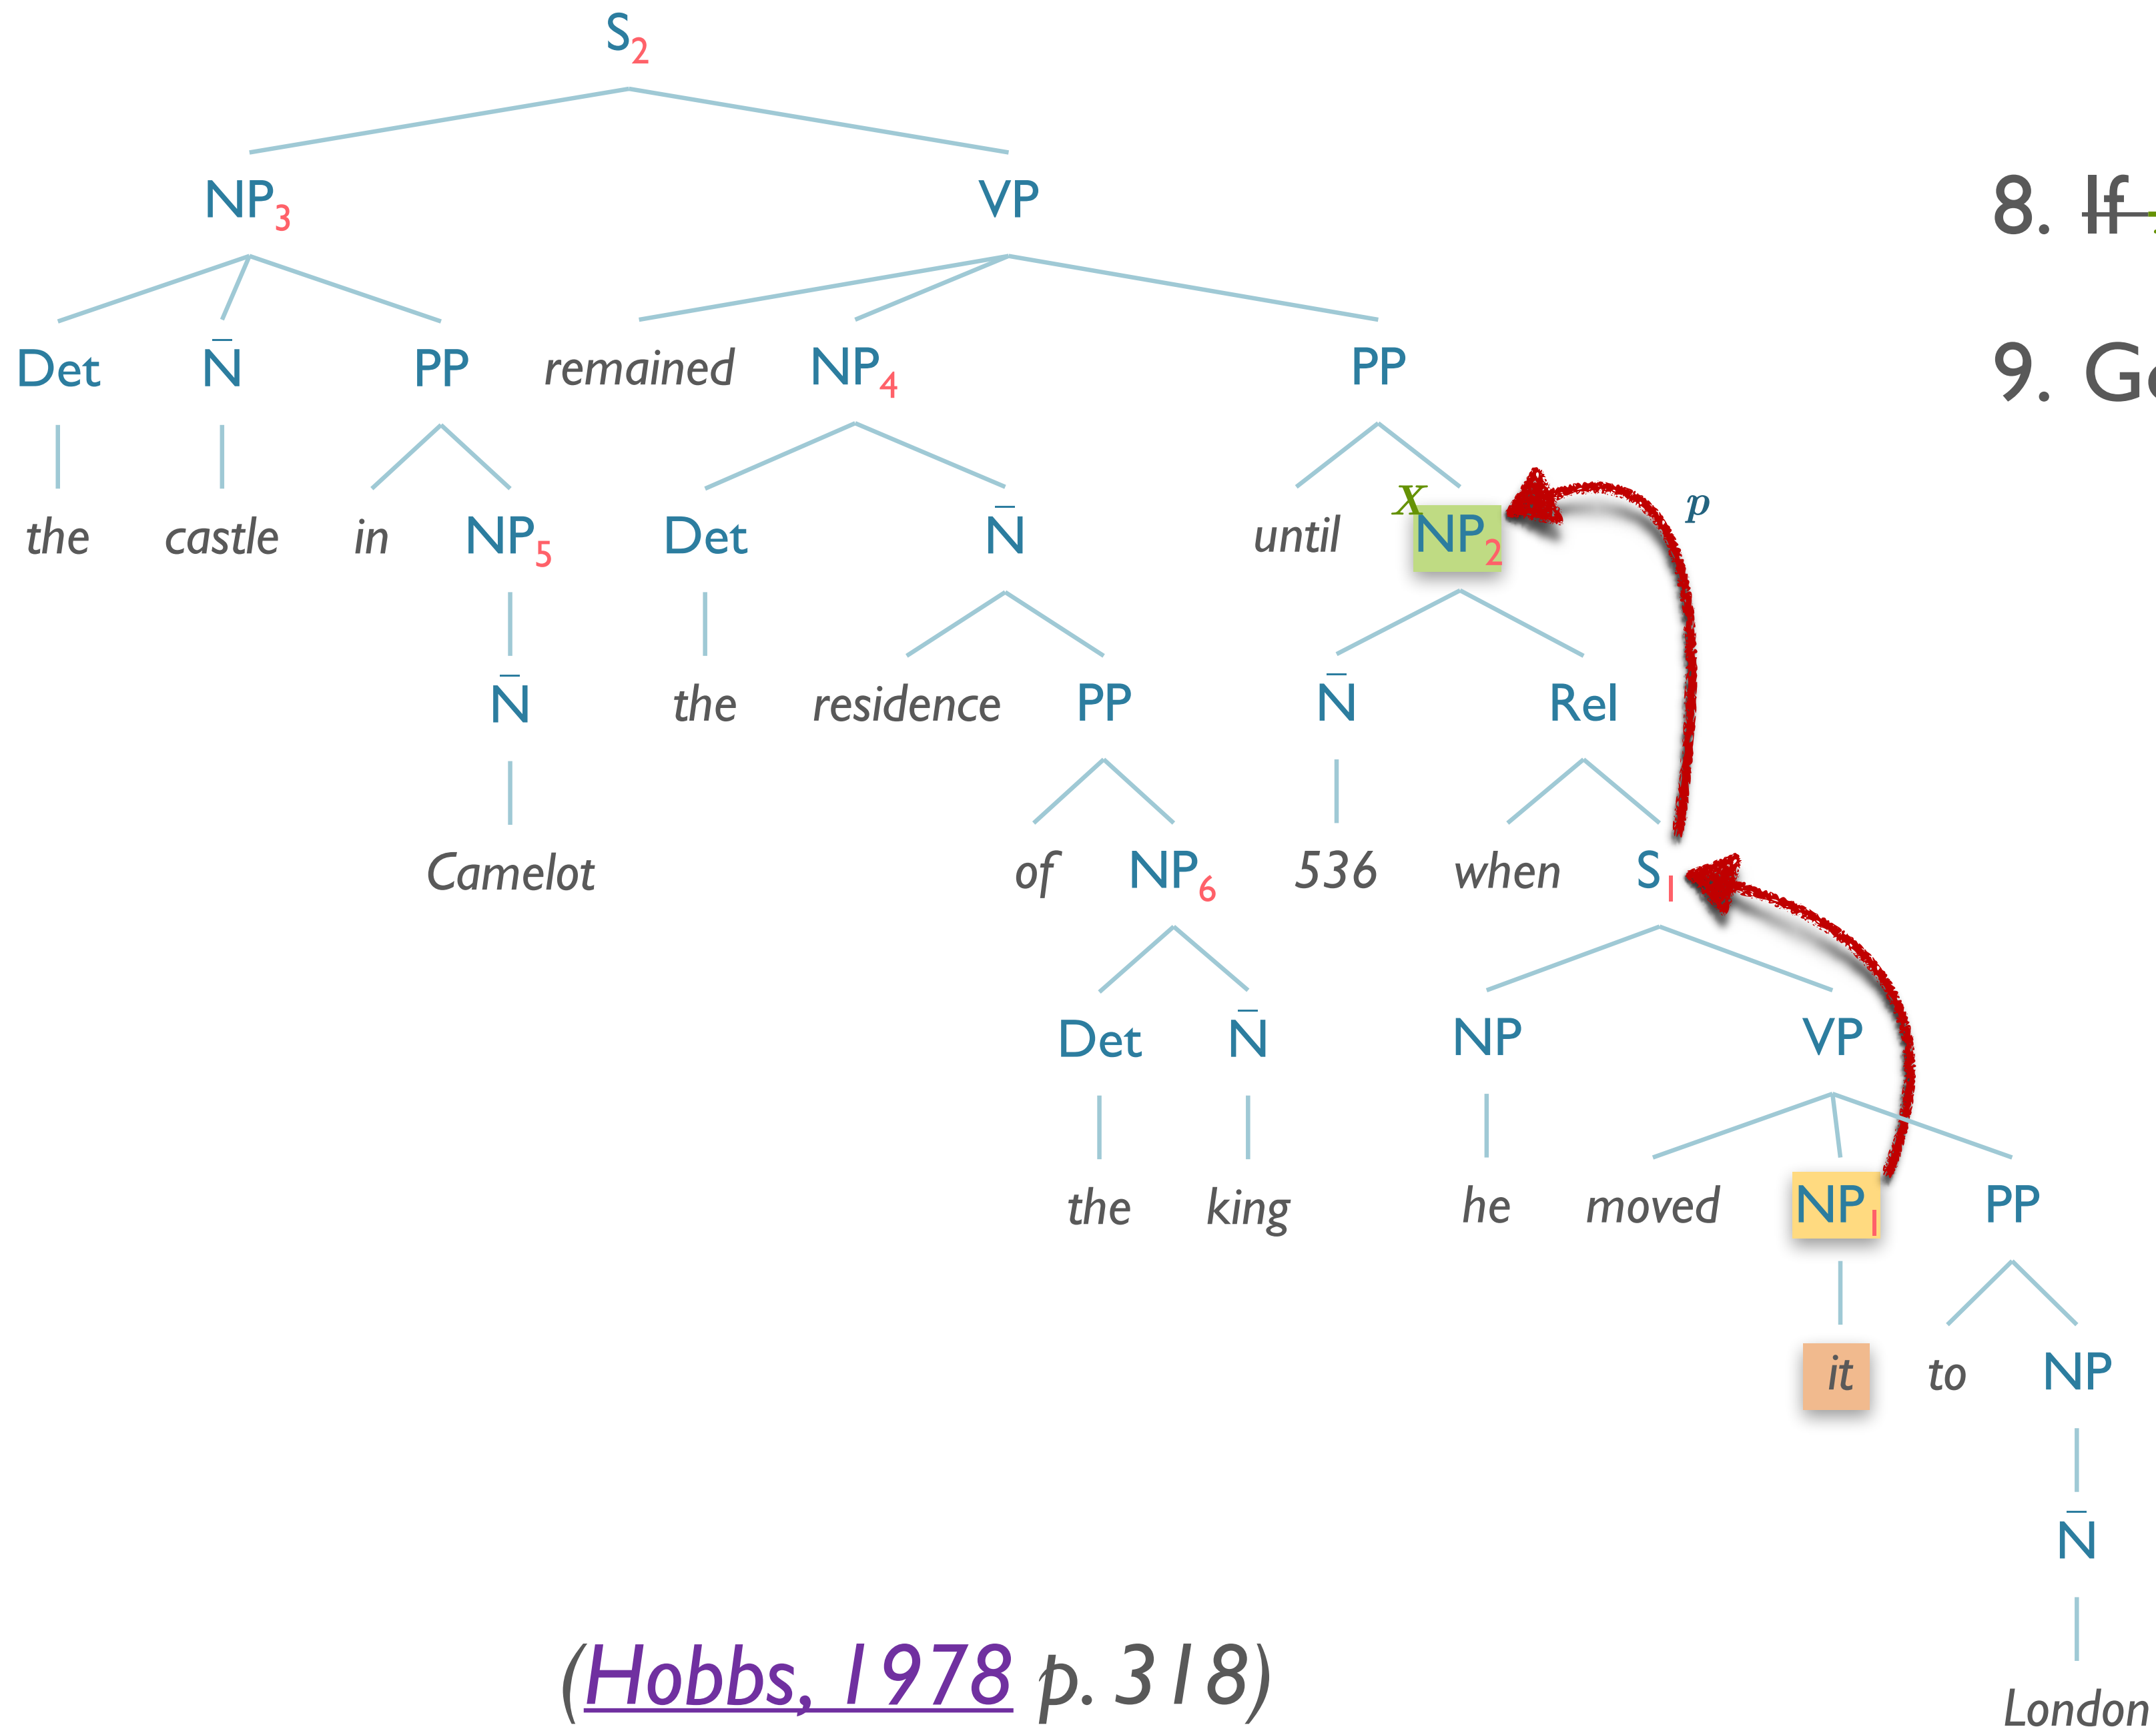 S2
NP3 VP
8. If
Det N̄ PP remained NP4 PP
9. G
the castle in NP5 Det N̄ until X NP2 p
N̄ the residence PP N̄ Rel
Camelot of NP6 536 when S1
Det N̄ NP VP
the king he moved NP1 PP
it to NP
N̄
(Hobbs, 1978 p. 318)
London